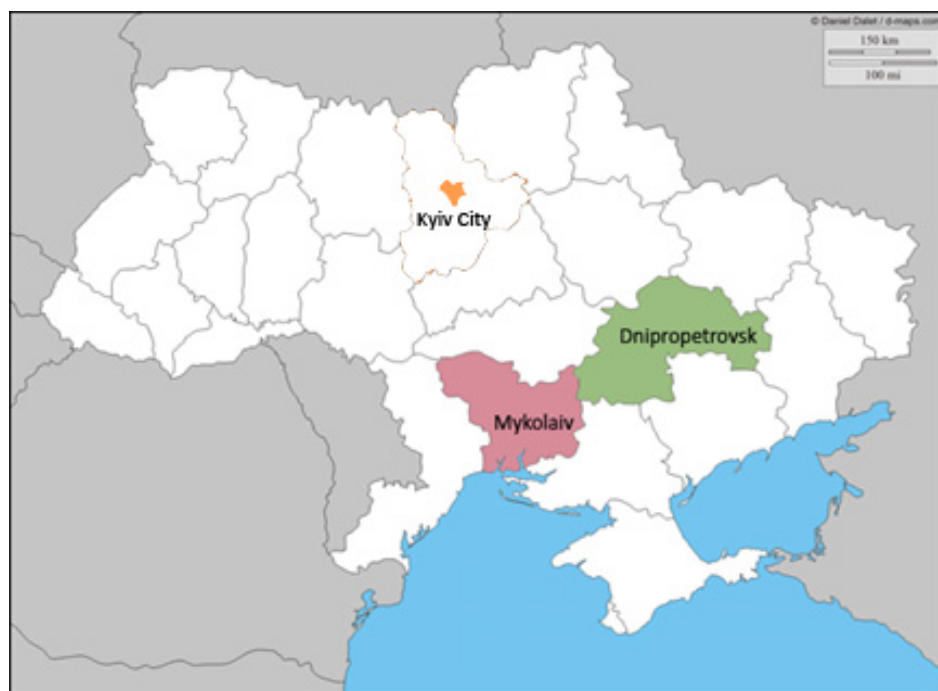 © Daniel Dalet / d-maps.com
150 km
100 mi
Kyiv City
Dnipropetrovsk
Mykolaiv